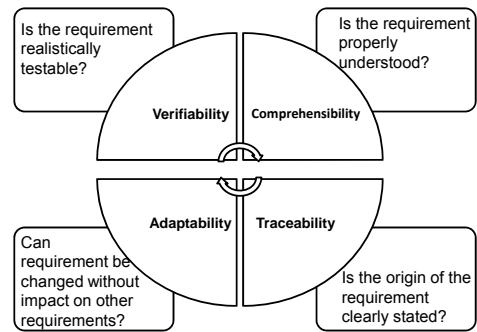 Is the requirement
realistically
testable?
Is the requirement
properly
understood?
Verifiability
Comprehensibility
Adaptability
Traceability
Can
requirement be
changed without
impact on other
requirements?
Is the origin of the
requirement
clearly stated?